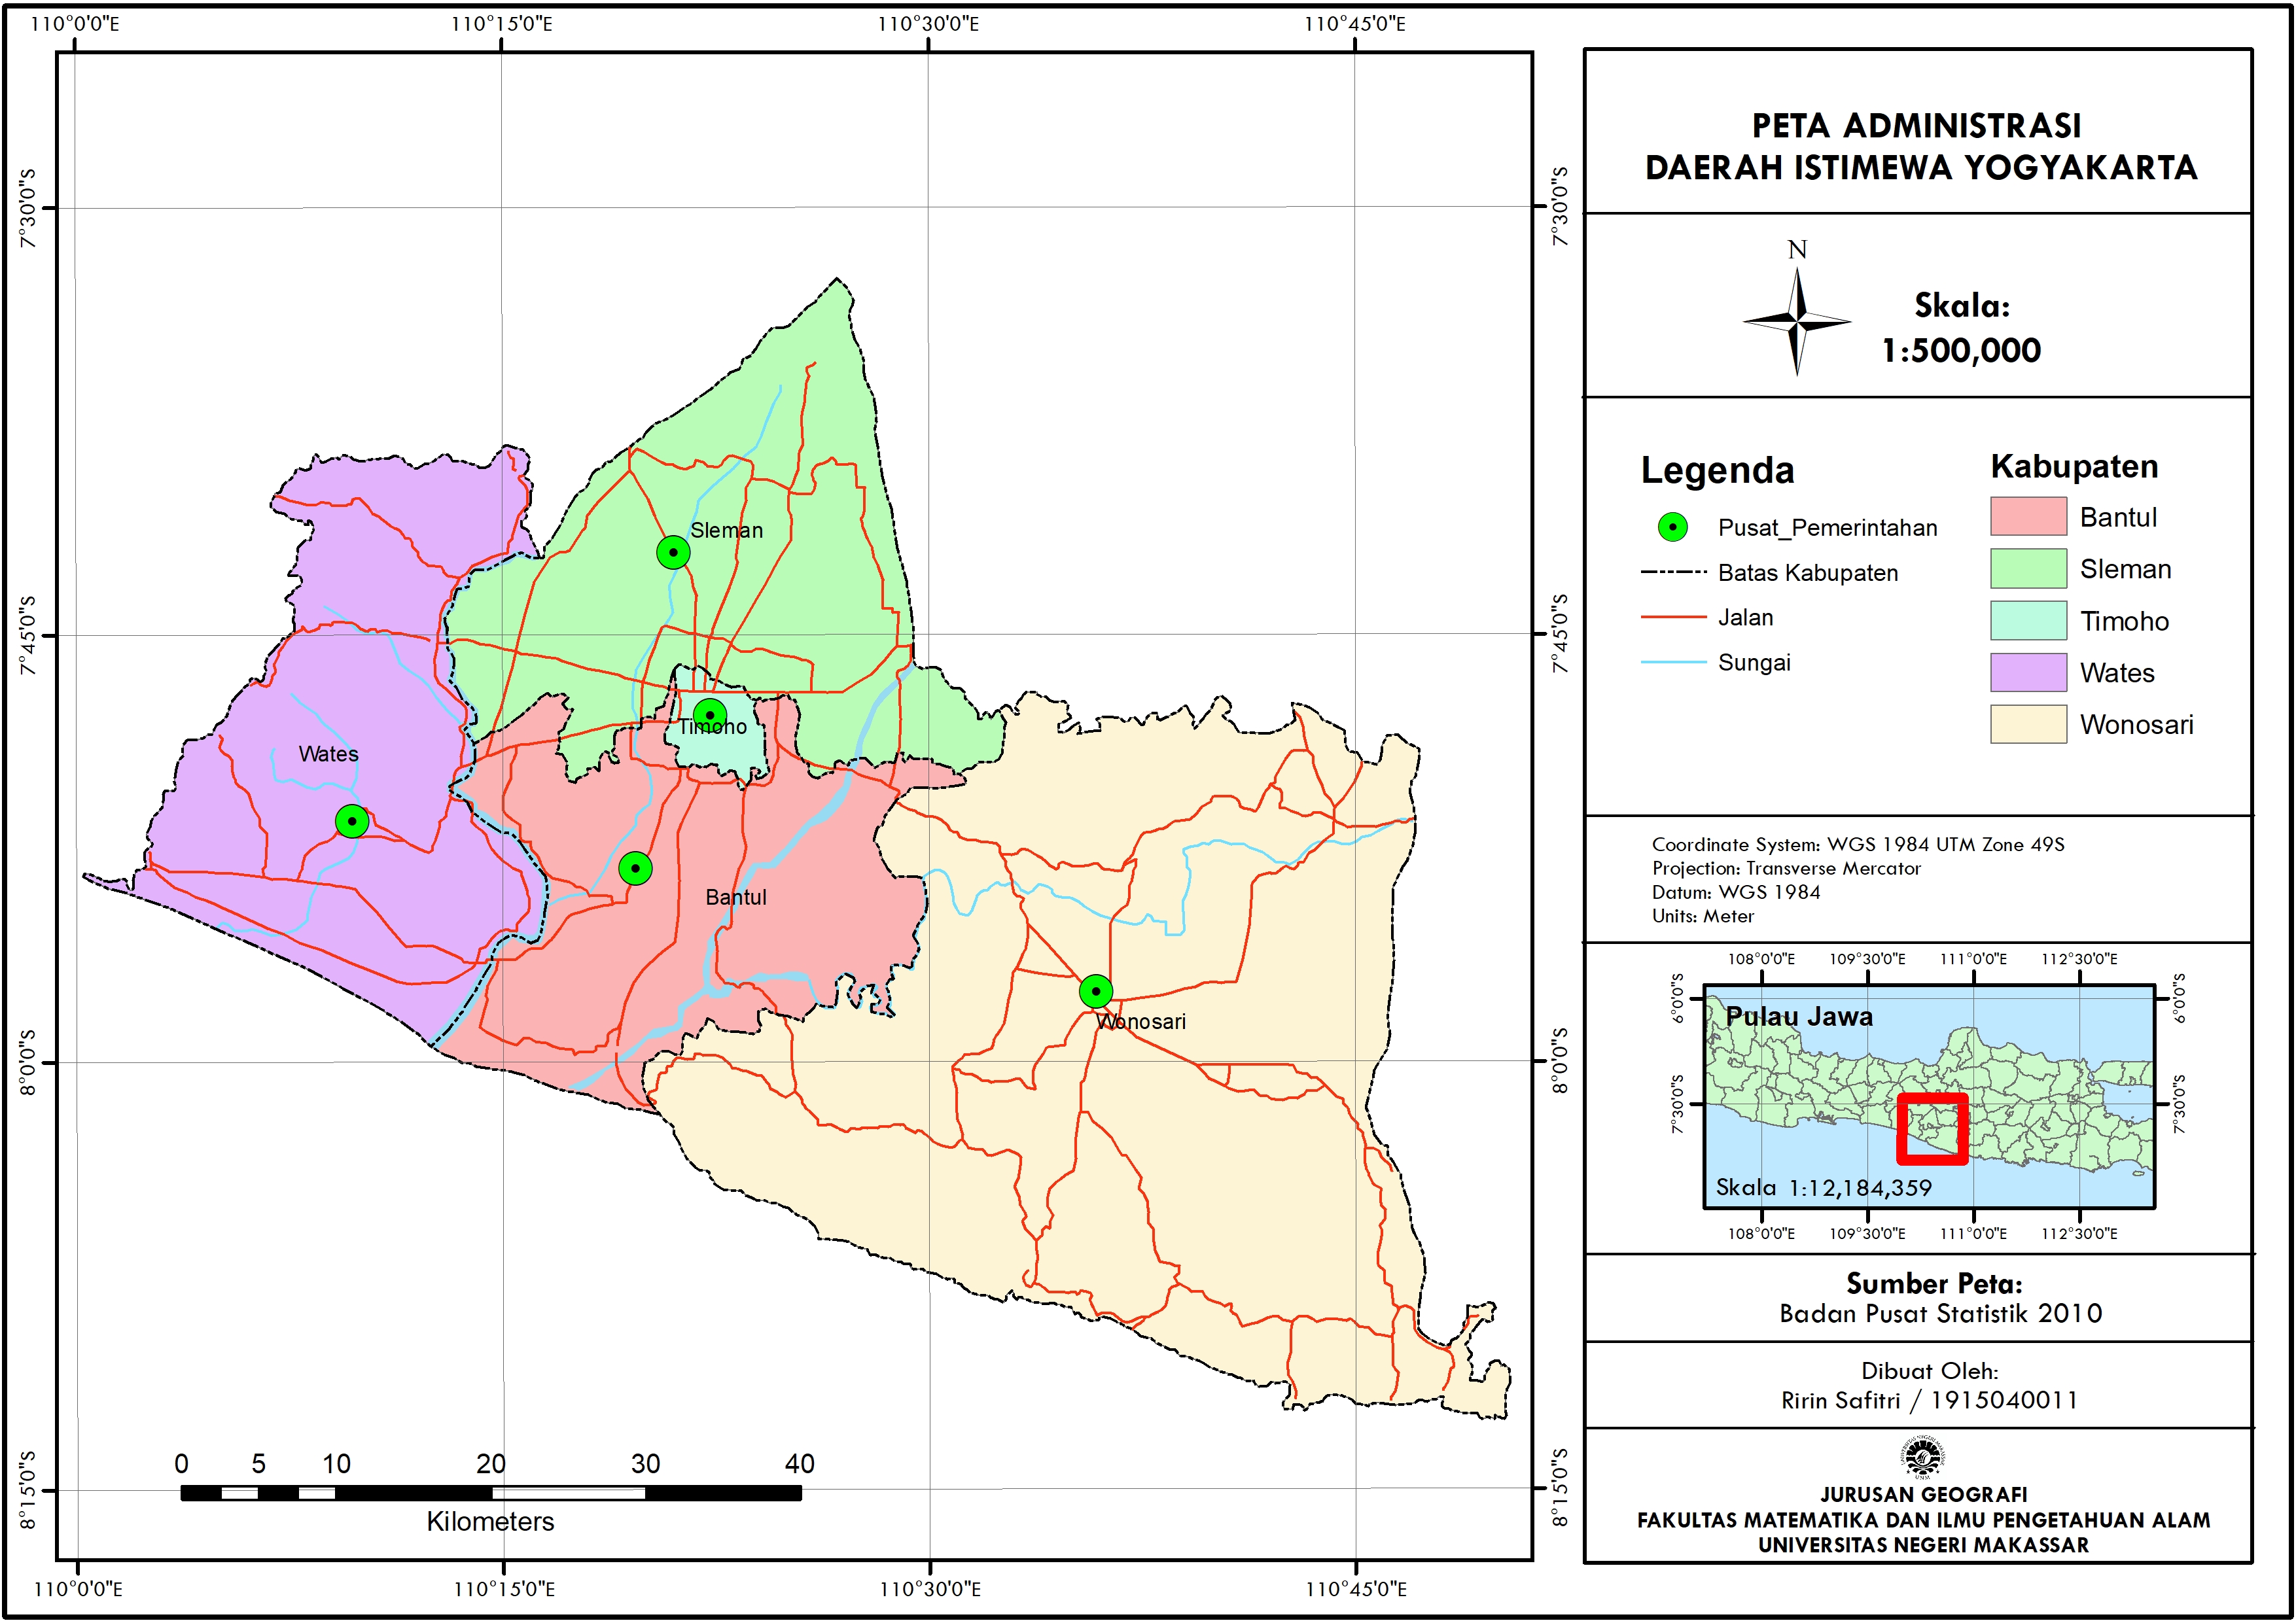 110°0'0"E
110°15'0"E
110°30'0"E
110°45'0"E
7°30'0"S
7°30'0"S
7°45'0"S
7°45'0"S
8°0'0"S
8°0'0"S
8°15'0"S
8°15'0"S
Sleman
Timoho
Wates
Bantul
Wonosari
0 5 10 20 30 40
Kilometers
110°0'0"E
110°15'0"E
110°30'0"E
110°45'0"E
PETA ADMINISTRASI
DAERAH ISTIMEWA YOGYAKARTA
N
Skala:
1:500,000
Legenda
Pusat_Pemerintahan
Batas Kabupaten
Jalan
Sungai
Kabupaten
Bantul
Sleman
Timoho
Wates
Wonosari
Coordinate System: WGS 1984 UTM Zone 49S
Projection: Transverse Mercator
Datum: WGS 1984
Units: Meter
108°0'0"E
109°30'0"E
111°0'0"E
112°30'0"E
6°0'0"S
6°0'0"S
Pulau Jawa
7°30'0"S
7°30'0"S
Skala 1:12,184,359
108°0'0"E
109°30'0"E
111°0'0"E
112°30'0"E
Sumber Peta:
Badan Pusat Statistik 2010
Dibuat Oleh:
Ririn Safitri / 1915040011
JURUSAN GEOGRAFI
FAKULTAS MATEMATIKA DAN ILMU PENGETAHUAN ALAM
UNIVERSITAS NEGERI MAKASSAR